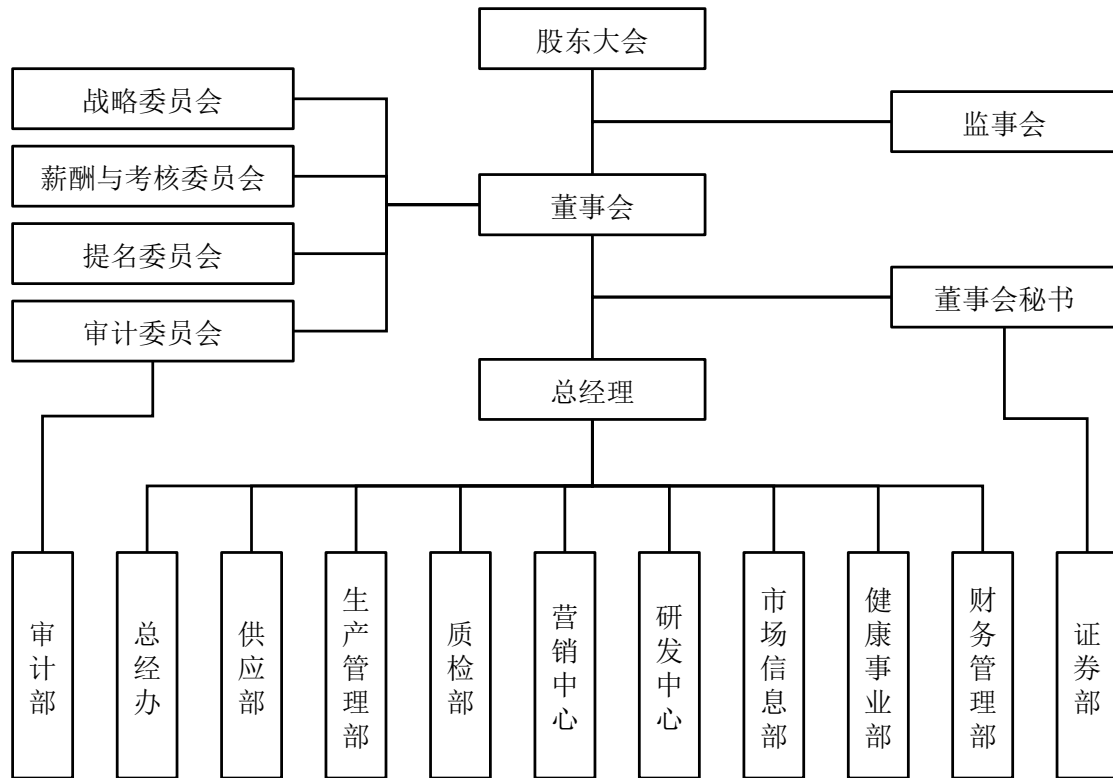 股东大会
战略委员会
监事会
薪酬与考核委员会
董事会
提名委员会
董事会秘书
审计委员会
总经理
审计部
总经办
供应部
生产管理部
质检部
营销中心
研发中心
市场信息部
健康事业部
财务管理部
证券部